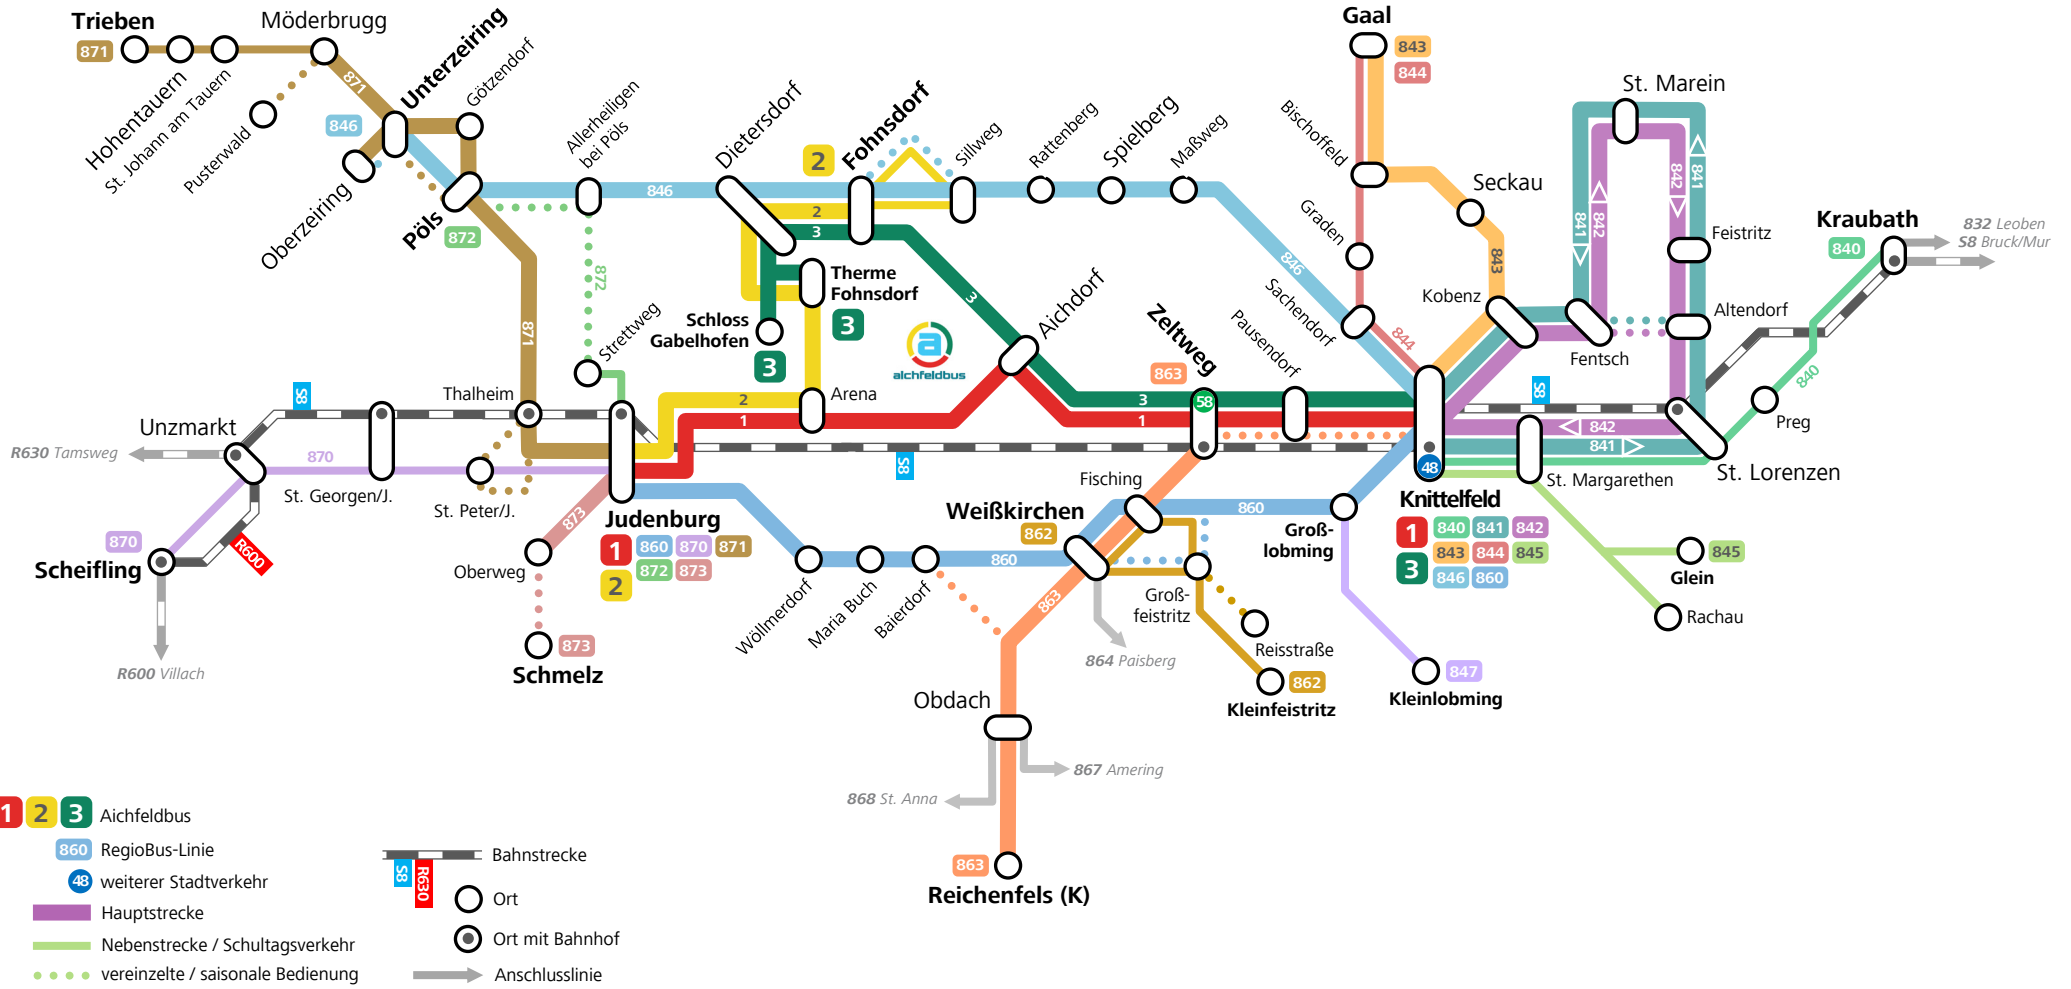 Trieben
871
Möderbrugg
Hohentauern
St. Johann am Tauern
Pusterwald
871
Unterzeiring
846
Götzendorf
Oberzeiring
Pöls
872
Allerheiligen
bei Pöls
846
872
871
Strettweg
Dietersdorf
2
Fohnsdorf
Sillweg
Rattenberg
Spielberg
Maßweg
2
3
Therme
Fohnsdorf
3
Schloss
Gabelhofen
3
a
aichfeldbus
3
846
Aichdorf
Arena
Zeltweg
863
58
Pausendorf
Sachendorf
Gaal
843
844
Bischoffeld
Graden
Seckau
843
Kobenz
844
St. Marein
841
842
842
841
Feistritz
Altendorf
Fentsch
Kraubath
840
832 Leoben
S8 Bruck/Mur
840
Preg
S8
Thalheim
2
1
3
1
S8
842
841
Unzmarkt
R630 Tamsweg
870
St. Georgen/J.
St. Peter/J.
S8
St. Margarethen
St. Lorenzen
48
Knittelfeld
1
840
841
842
3
843
844
845
846
860
870
Scheifling
R600
R600 Villach
873
Oberweg
Judenburg
1
860
870
871
2
872
873
873
Schmelz
Wöllmerdorf
Maria Buch
Baierdorf
860
Weißkirchen
862
Fischling
860
Groß-
lobming
863
Groß-
feistritz
864 Paisberg
Reisstraße
862
Kleinfeistritz
847
Kleinlobming
845
Glein
Rachau
Obdach
867 Amering
868 St. Anna
863
Reichenfels (K)
1 2 3 Aichfeldbus
860 RegioBus-Linie
48 weiterer Stadtverkehr
Hauptstrecke
Nebenstrecke / Schultagsverkehr
vereinzelte / saisonale Bedienung
Bahnstrecke
S8
R630
Ort
Ort mit Bahnhof
Anschlusslinie